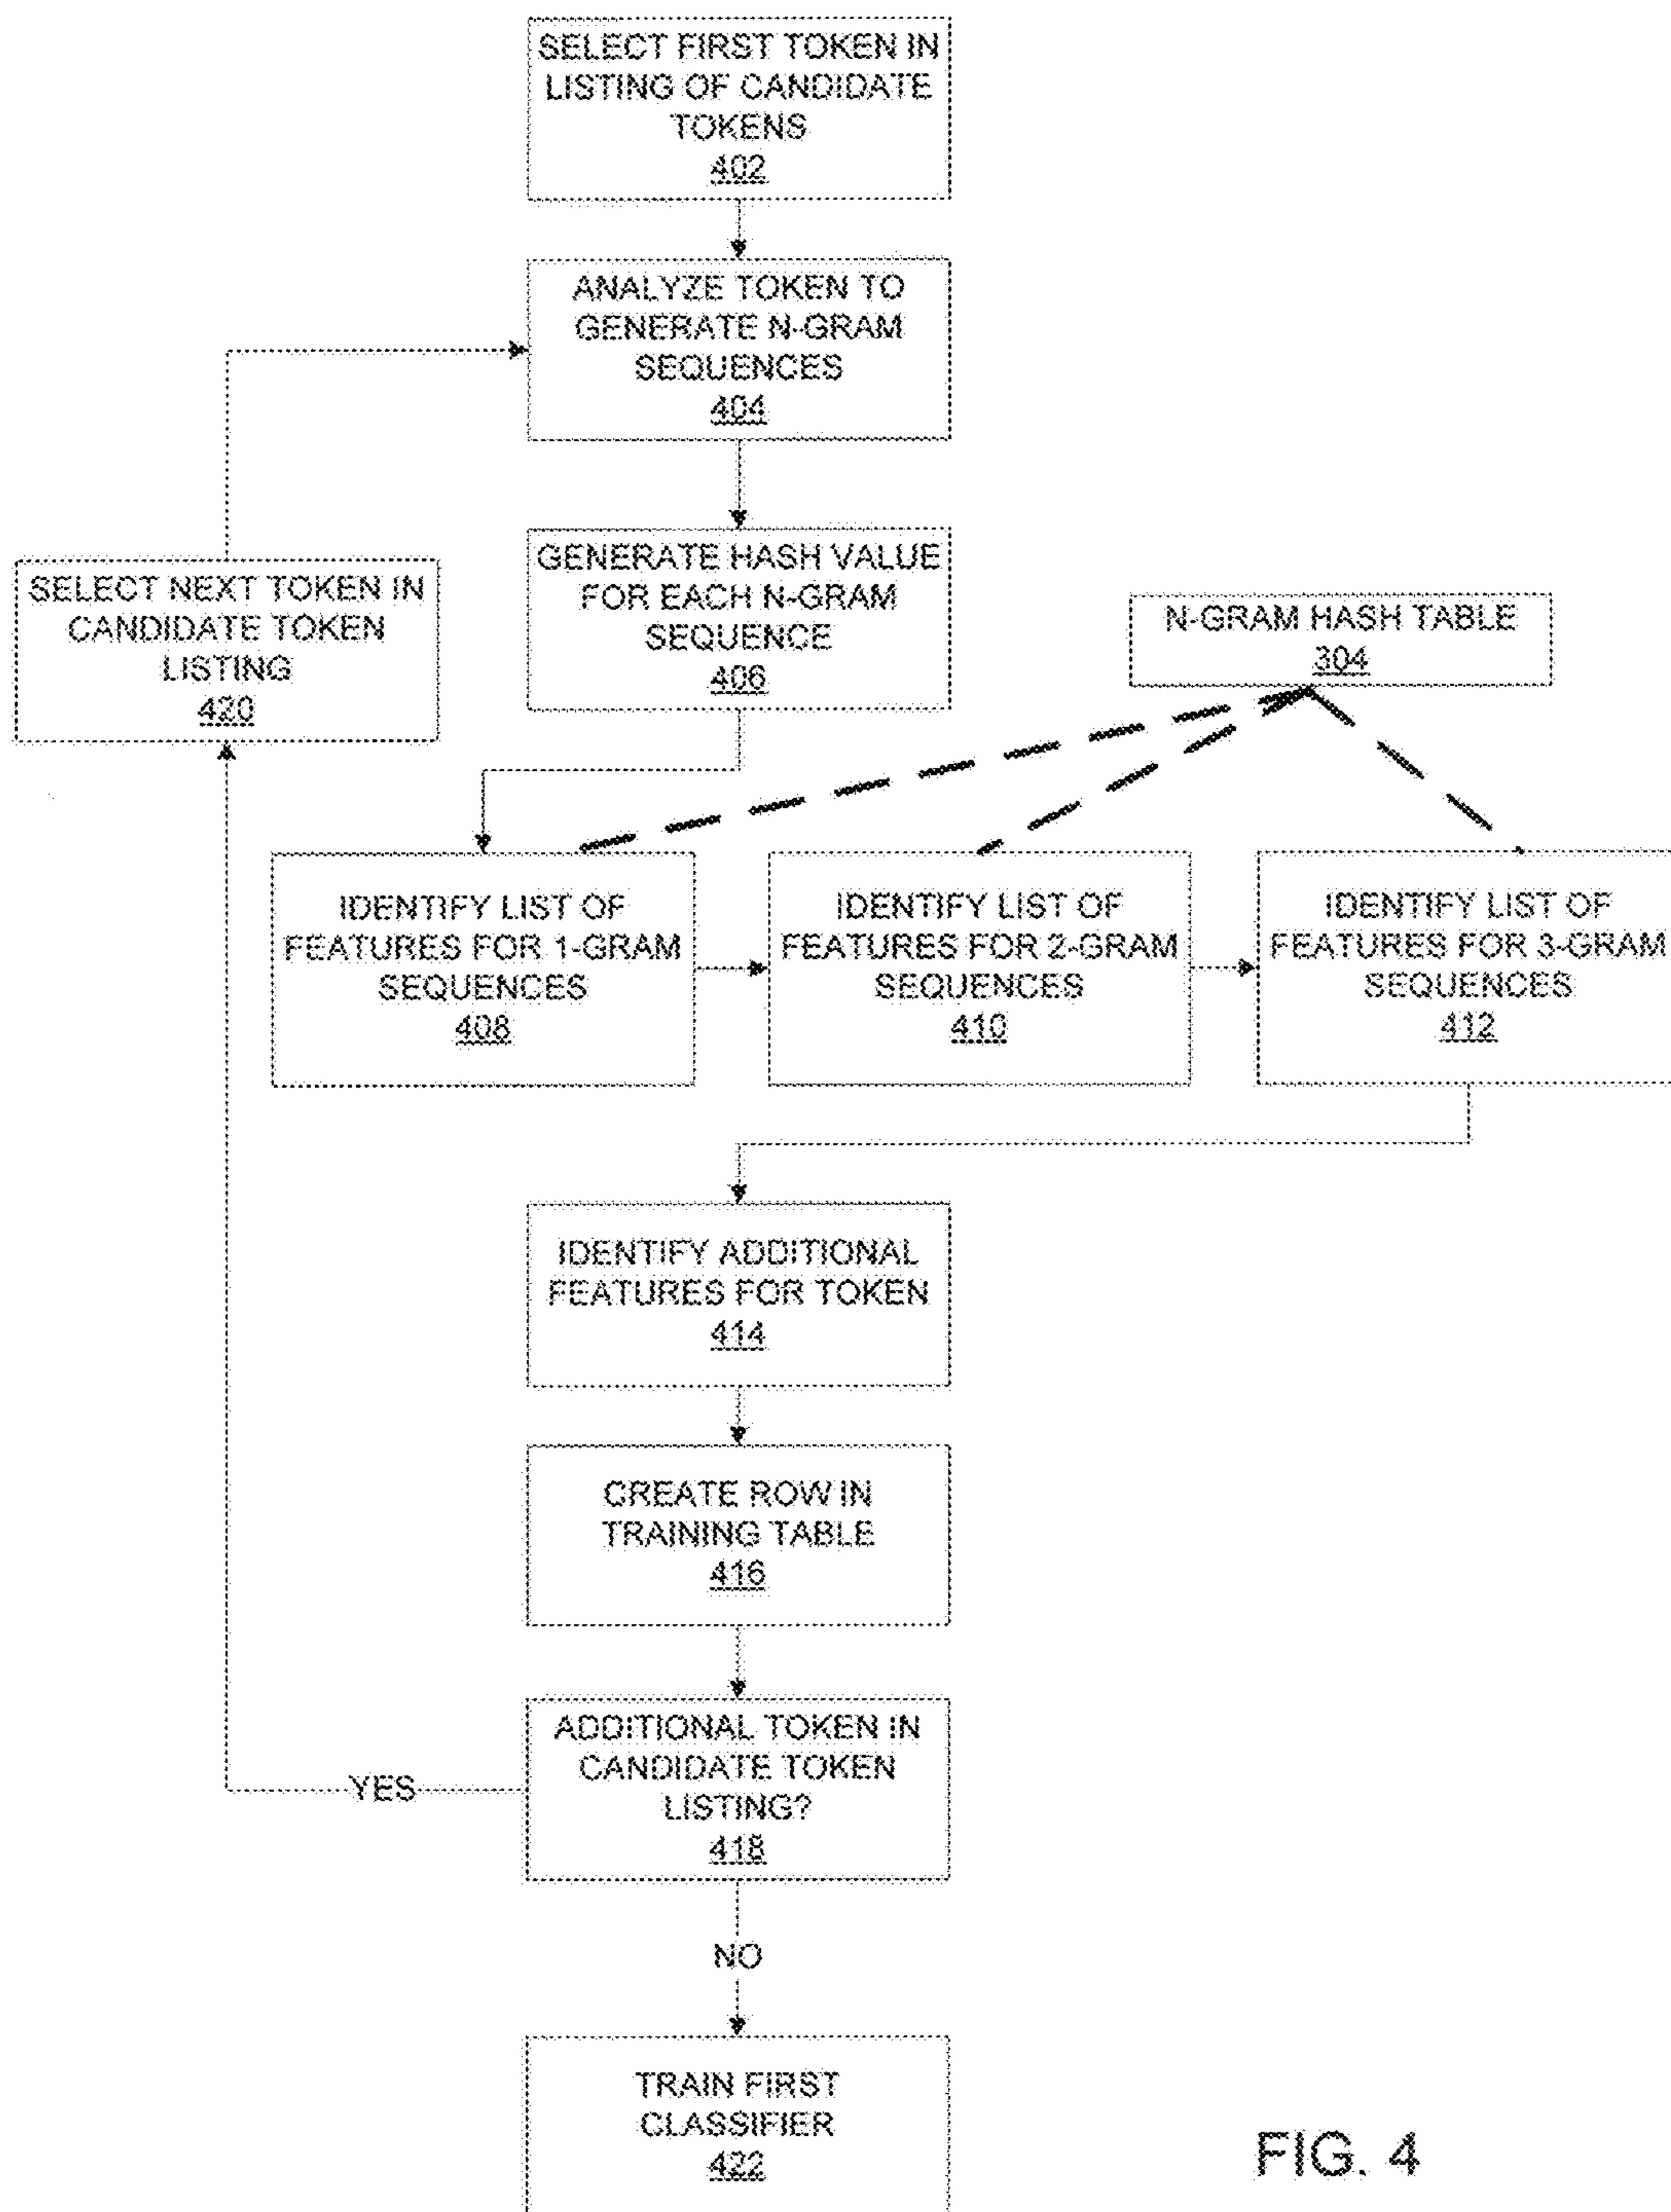 SELECT FIRST TOKEN IN
LISTING OF CANDIDATE
TOKENS
402
ANALYZE TOKEN TO
GENERATE N-GRAM
SEQUENCES
404
GENERATE HASH VALUE
FOR EACH N-GRAM
SEQUENCE
406
SELECT NEXT TOKEN IN
CANDIDATE TOKEN
LISTING
420
N-GRAM HASH TABLE
304
IDENTIFY LIST OF
FEATURES FOR 1-GRAM
SEQUENCES
408
IDENTIFY LIST OF
FEATURES FOR 2-GRAM
SEQUENCES
410
IDENTIFY LIST OF
FEATURES FOR 3-GRAM
SEQUENCES
412
IDENTIFY ADDITIONAL
FEATURES FOR TOKEN
414
CREATE ROW IN
TRAINING TABLE
416
ADDITIONAL TOKEN IN
CANDIDATE TOKEN
LISTING?
418
YES
NO
TRAIN FIRST
CLASSIFIER
422
FIG. 4